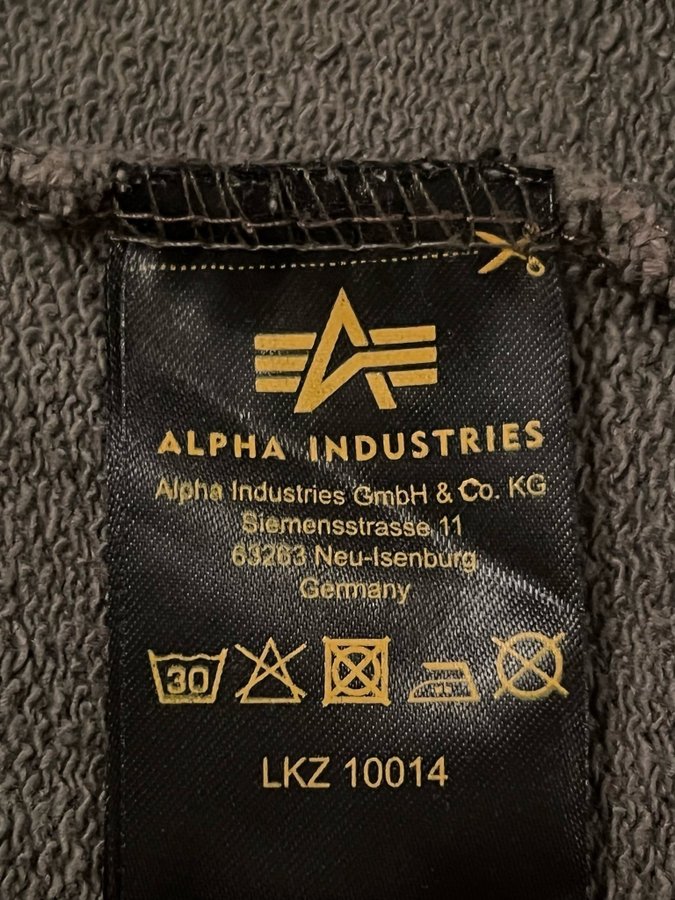 ALPHA INDUSTRIES
Alpha Industries GmbH & Co. KG
Siemensstrasse 11
63263 Neu-Isenburg
Germany
30
LKZ 10014